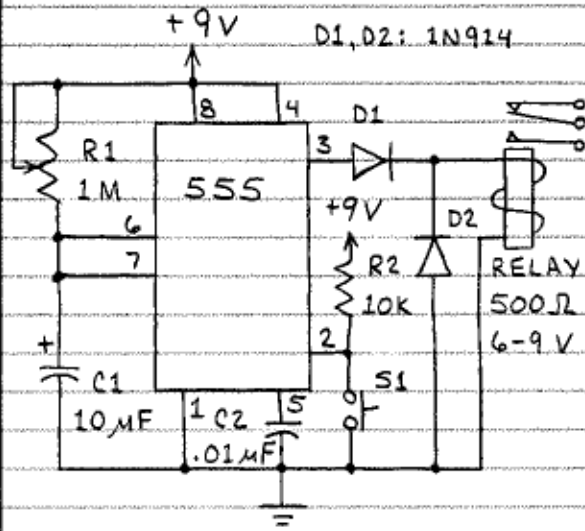 +9V
D1, D2: 1N914
8
4
D1
R1
1M
555
3
+9V
D2
6
7
R2
10K
RELAY
500Ω
6-9 V
2
+
C1
10µF
S1
1
C2
5
.01µF